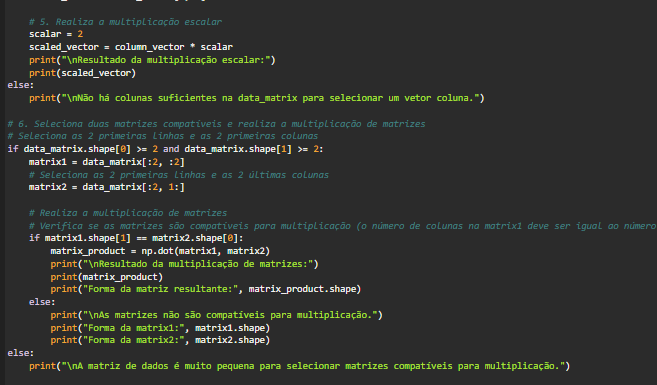 # 5. Realiza a multiplicação escalar
scalar = 2
scaled_vector = column_vector * scalar
print("\nResultado da multiplicação escalar:")
print(scaled_vector)
else:
print("\nNão há colunas suficientes na data_matrix para selecionar um vetor coluna.")
# 6. Seleciona duas matrizes compatíveis e realiza a multiplicação de matrizes
# Seleciona as 2 primeiras linhas e as 2 primeiras colunas
if data_matrix.shape[0] >= 2 and data_matrix.shape[1] >= 2:
matrix1 = data_matrix[:2, :2]
# Seleciona as 2 primeiras linhas e as 2 últimas colunas
matrix2 = data_matrix[:2, 1:]
# Realiza a multiplicação de matrizes
# Verifica se as matrizes são compatíveis para multiplicação (o número de colunas na matrix1 deve ser igual ao número
if matrix1.shape[1] == matrix2.shape[0]:
matrix_product = np.dot(matrix1, matrix2)
print("\nResultado da multiplicação de matrizes:")
print(matrix_product)
print("Forma da matriz resultante:", matrix_product.shape)
else:
print("\nAs matrizes não são compatíveis para multiplicação.")
print("Forma da matrix1:", matrix1.shape)
print("Forma da matrix2:", matrix2.shape)
else:
print("\nA matriz de dados é muito pequena para selecionar matrizes compatíveis para multiplicação.")